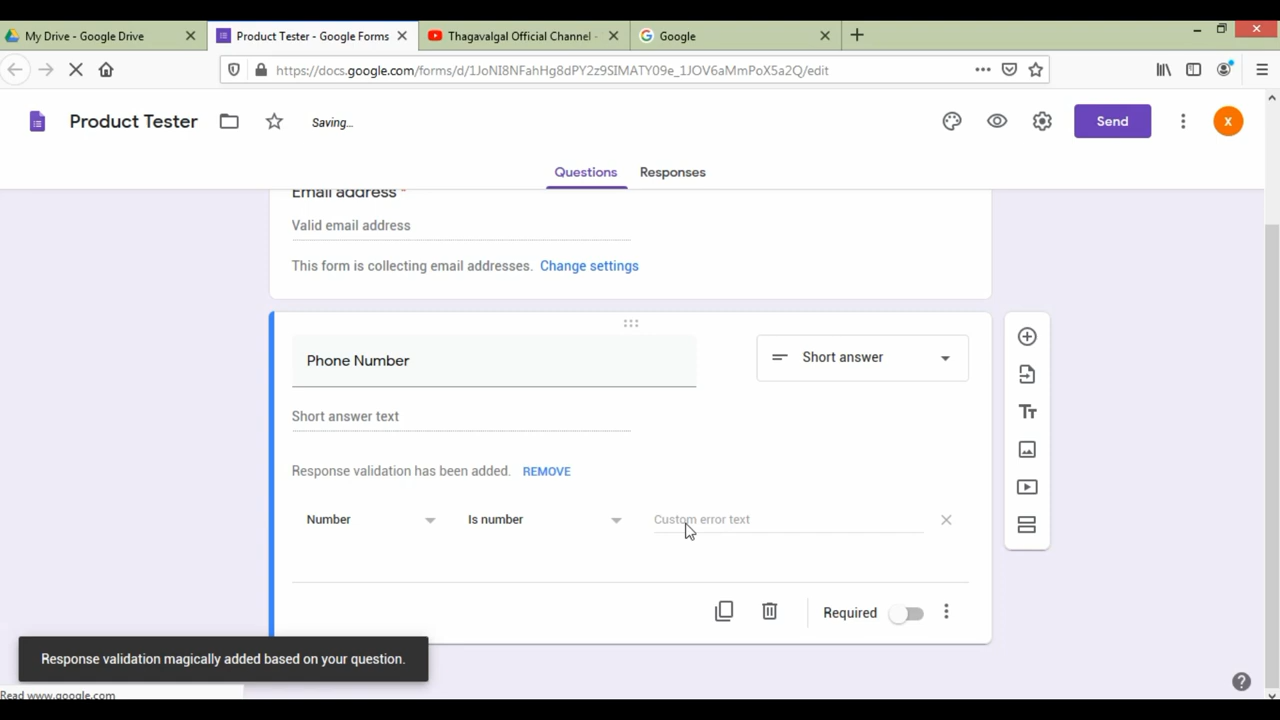 My Drive - Google Drive
Product Tester - Google Forms
Thagavalgal Official Channel -
Google
https://docs.google.com/forms/d/1JoNI8NFahHg8dPY2z9SIMATY09e_1JOV6aMmPoX5a2Q/edit
Product Tester
Saving...
Send
X
Questions
Responses
Email address *
Valid email address
This form is collecting email addresses. Change settings
Phone Number
Short answer
Short answer text
Response validation has been added. REMOVE
Number
Is number
Custom error text
Required
Response validation magically added based on your question.
Read www.google.com